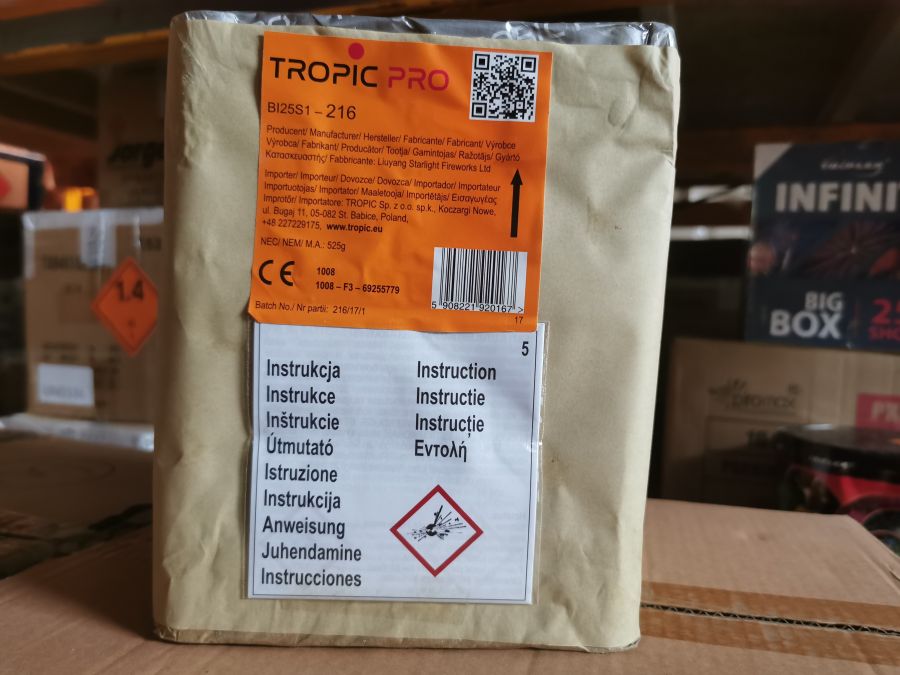 TROPIC PRO
BI25S1 – 216
Producent/ Manufacturer/ Hersteller/ Fabricante/ Fabricant/ Výrobce
Výrobca/ Fabrikant/ Producător/ Tootja/ Gamintojas/ Ražotājs/ Gyártó
Κατασκευαστής/ Fabbricante: Liuyang Starlight Fireworks Ltd
Importer/ Importeur/ Dovozce/ Dovozca/ Importador/ Importateur
Importuotojas/ Importator/ Maaletooja/ Importētājs/ Εισαγωγέας
Importőr/ Importatore: TROPIC Sp. z o.o. sp.k., Koczargi Nowe,
ul. Bugaj 11, 05-082 St. Babice, Poland,
+48 227229175, www.tropic.eu
NEC/ NEM/ M.A.: 525g
CE 1008
1008 – F3 – 69255779
Batch No./ Nr partii: 216/17/1
5 908221 920167 >
17
5
Instrukcja
Instrukce
Inštrukcie
Útmutató
Istruzione
Instrukcija
Anweisung
Juhendamine
Instrucciones
Instruction
Instructie
Instrucţie
Εντολή
1.4
INFINI
BIG
BOX
piromax